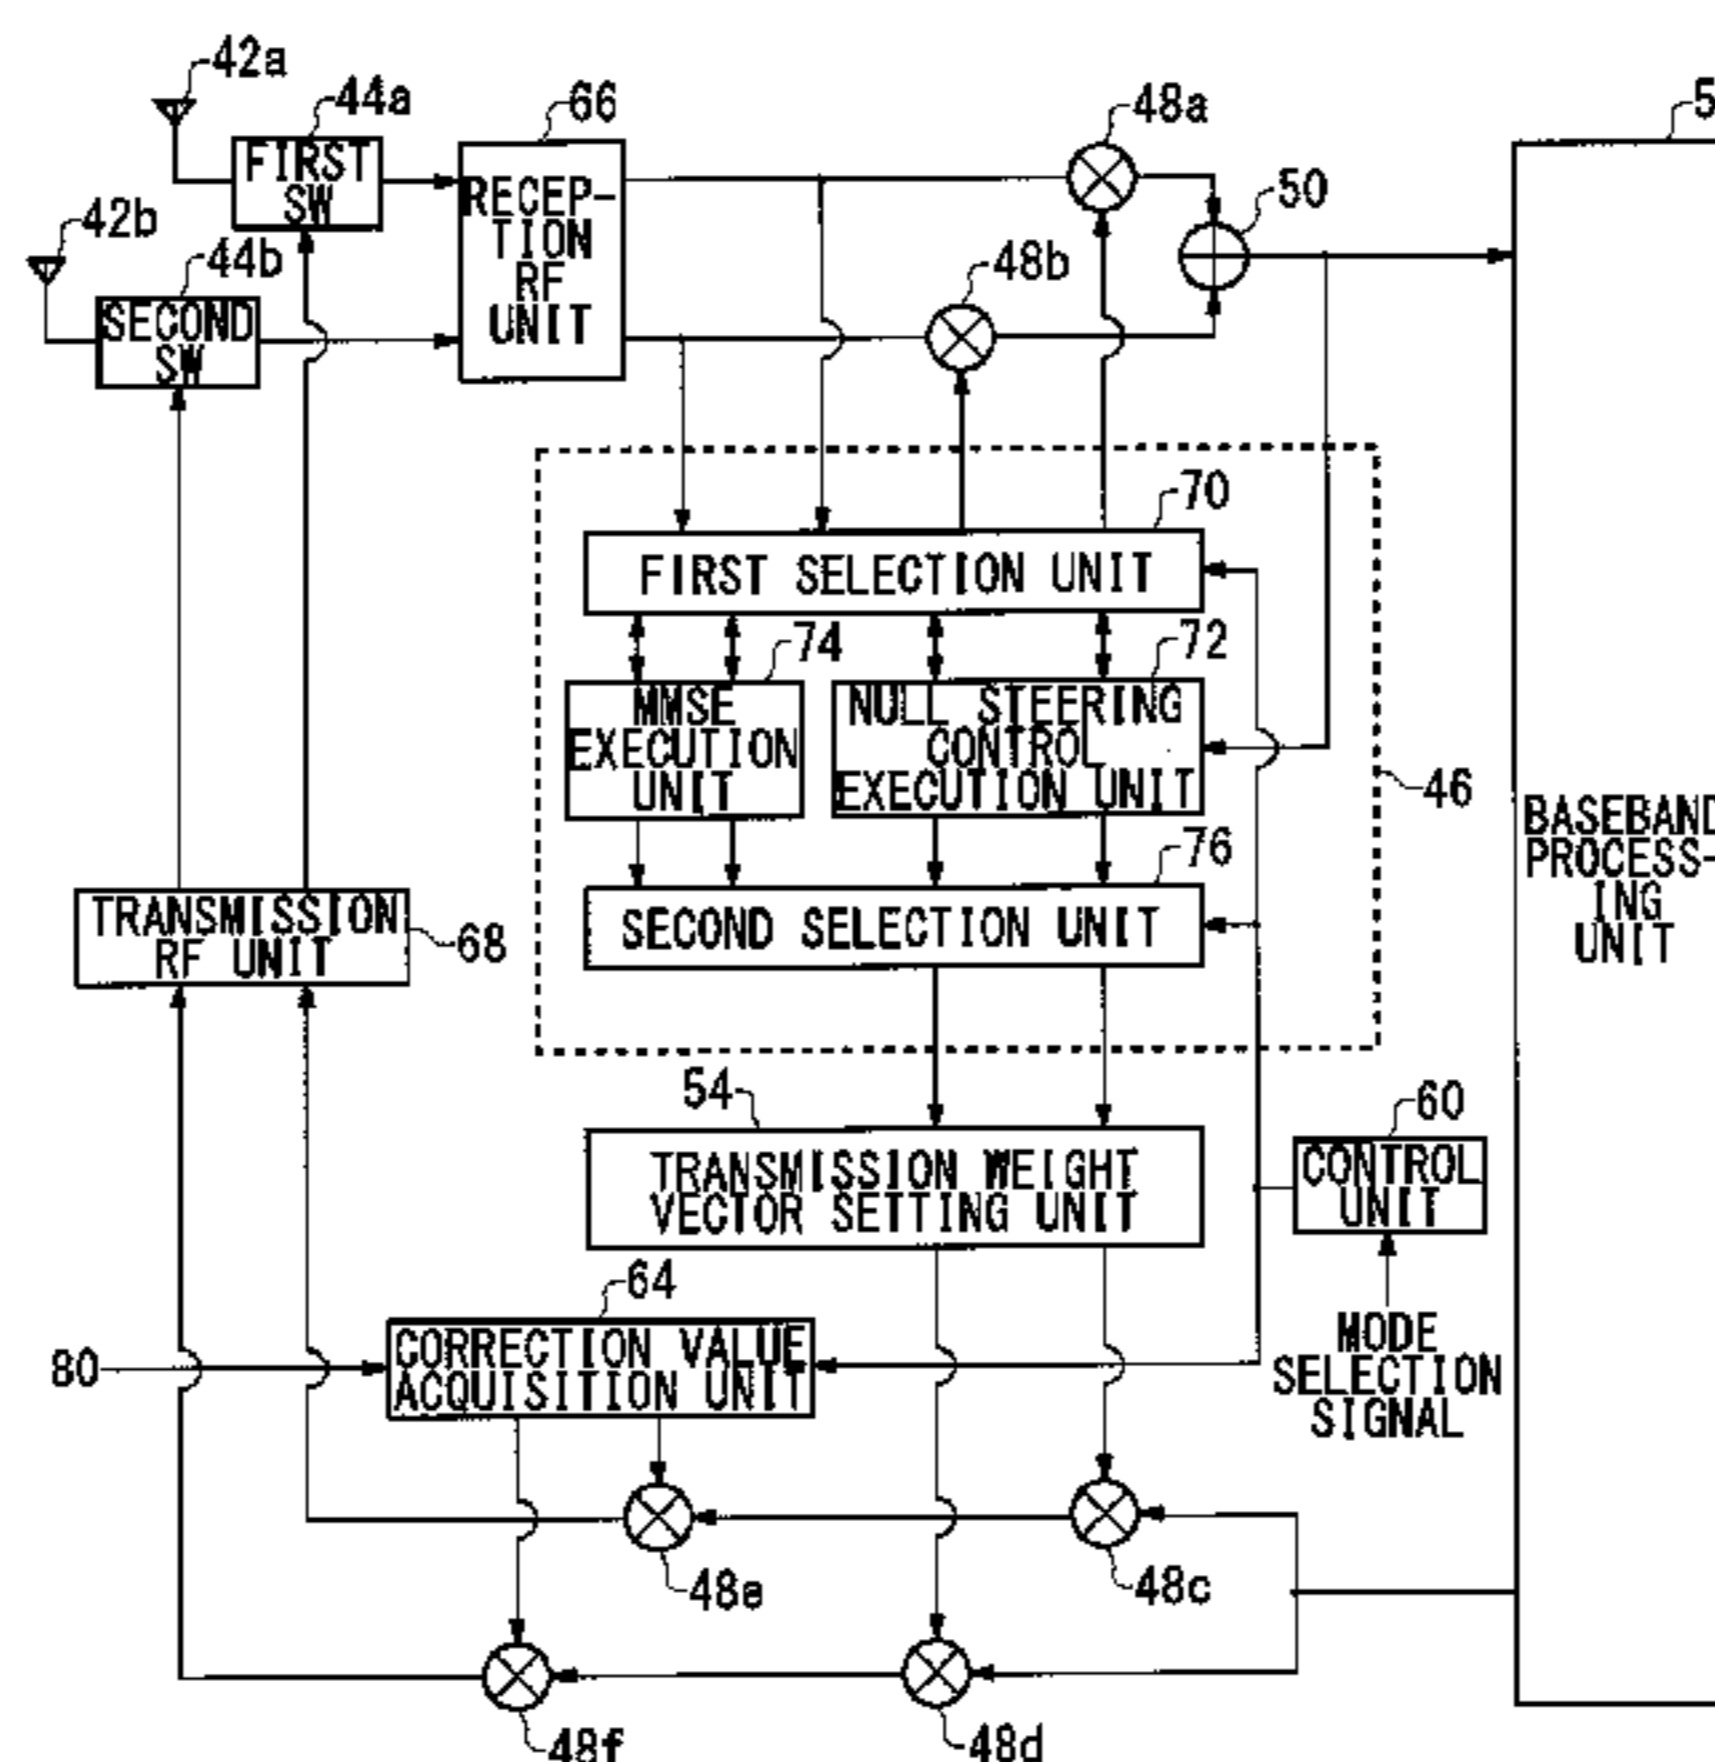 42a
44a
66
48a
5
FIRST
SW
RECEP-
TION
RF
UNIT
50
42b
44b
48b
SECOND
SW
70
FIRST SELECTION UNIT
74
72
MMSE
EXECUTION
UNIT
NULL STEERING
CONTROL
EXECUTION UNIT
46
BASEBAND
PROCESS-
ING
UNIT
76
TRANSMISSION
RF UNIT
68
SECOND SELECTION UNIT
54
60
TRANSMISSION WEIGHT
VECTOR SETTING UNIT
CONTROL
UNIT
64
80
CORRECTION VALUE
ACQUISITION UNIT
MODE
SELECTION
SIGNAL
48e
48c
48f
48d